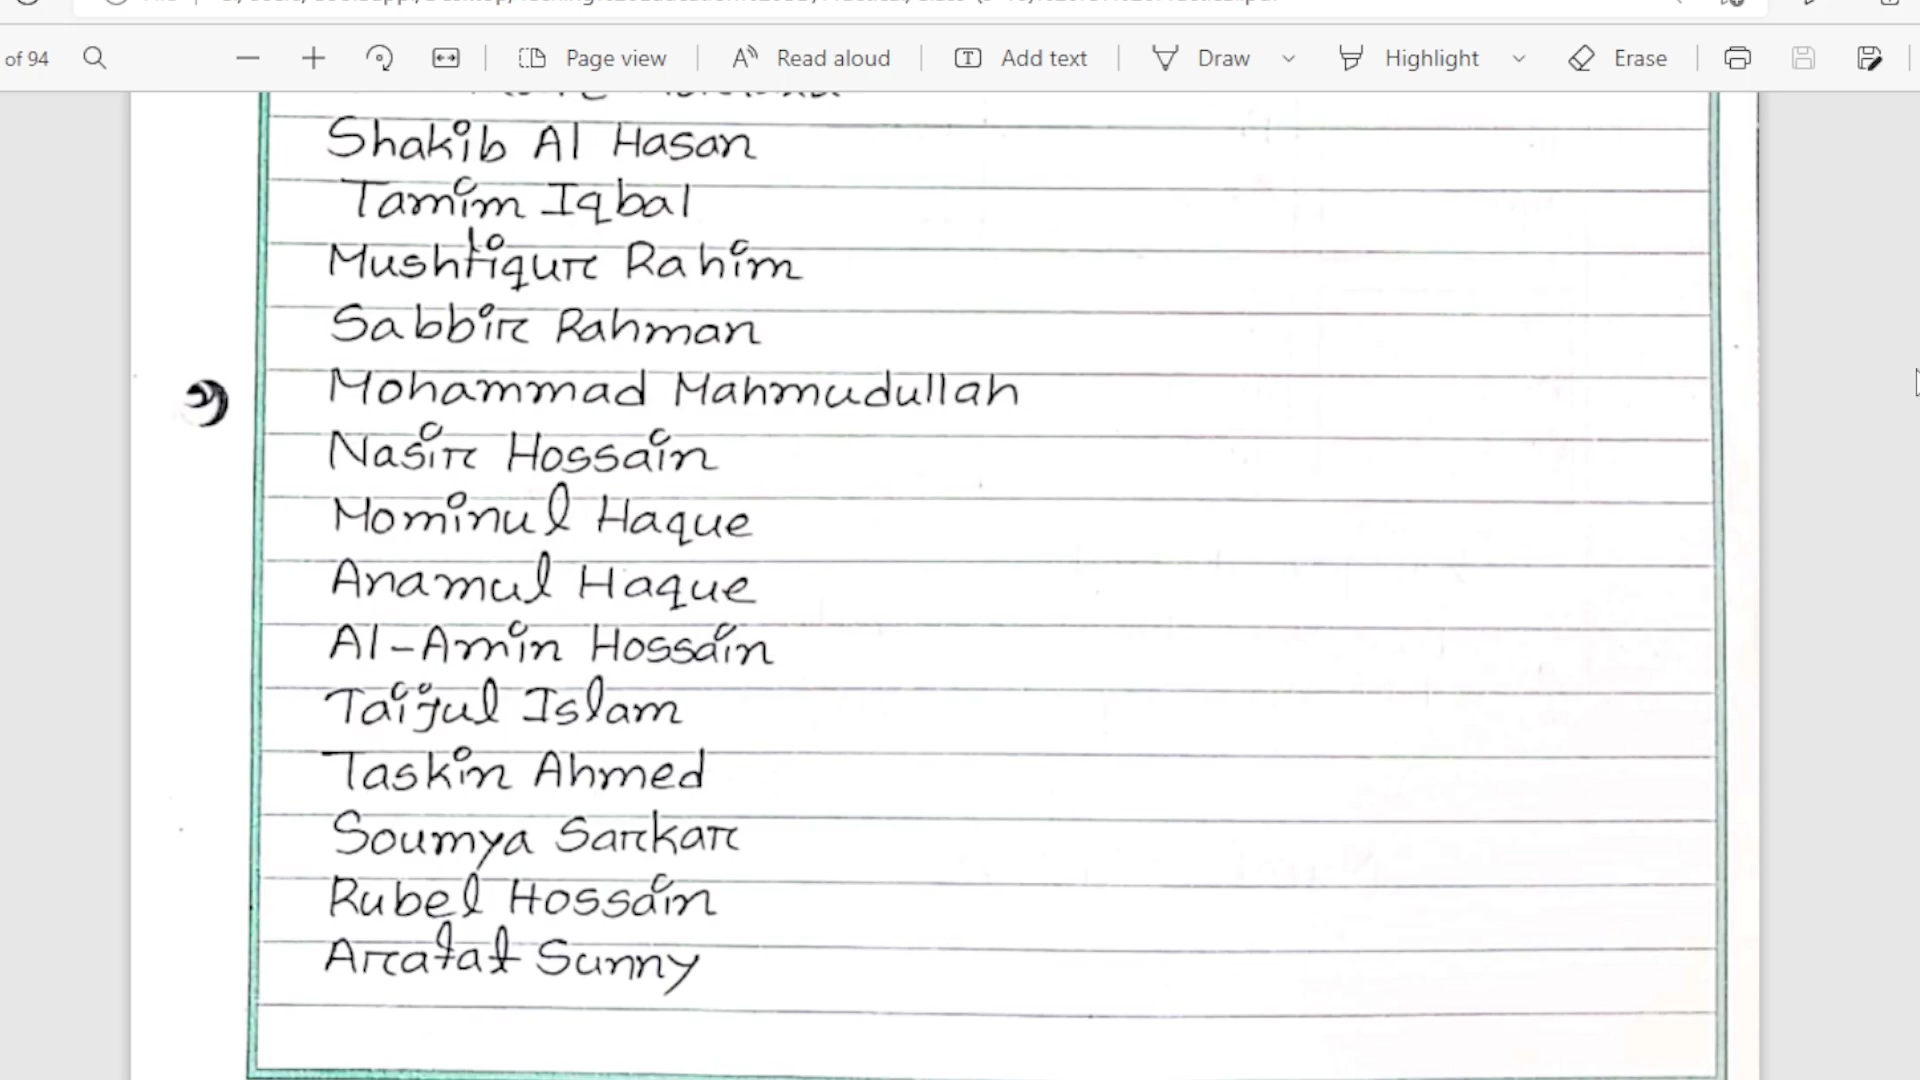 of 94
Page view
Read aloud
Add text
Draw
Highlight
Erase
Shakib Al Hasan
Tamim Iqbal
Mushfiqur Rahim
Sabbir Rahman
Mohammad Mahmudullah
Nasir Hossain
Mominul Haque
Anamul Haque
Al-Amin Hossain
Taijul Islam
Taskin Ahmed
Soumya Sarkar
Rubel Hossain
Arafat Sunny